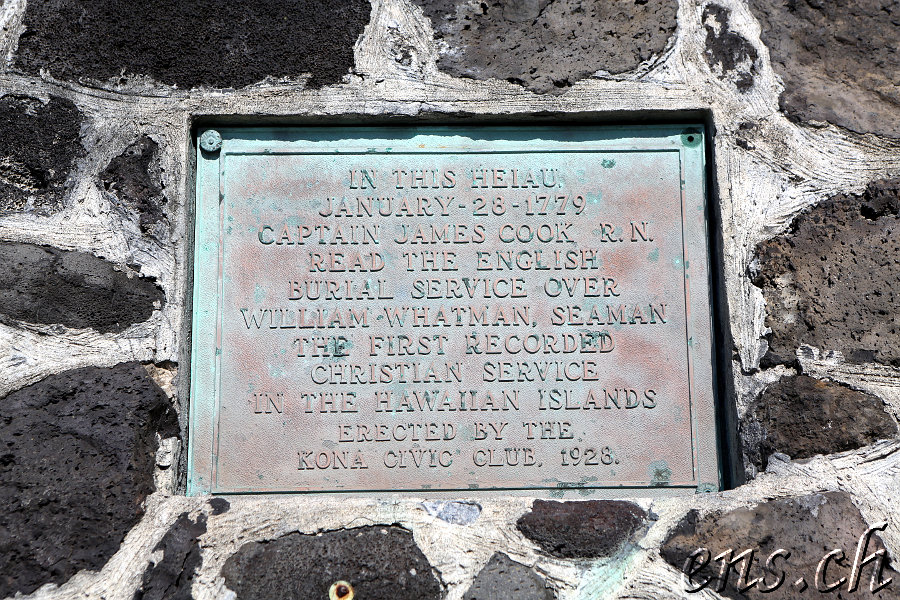 IN THIS HEIAU,
JANUARY-28-1779
CAPTAIN JAMES COOK R.N.
READ THE ENGLISH
BURIAL SERVICE OVER
WILLIAM WHATMAN, SEAMAN
THE FIRST RECORDED
CHRISTIAN SERVICE
IN THE HAWAIIAN ISLANDS
ERECTED BY THE
KONA CIVIC CLUB. 1928.
ens.ch